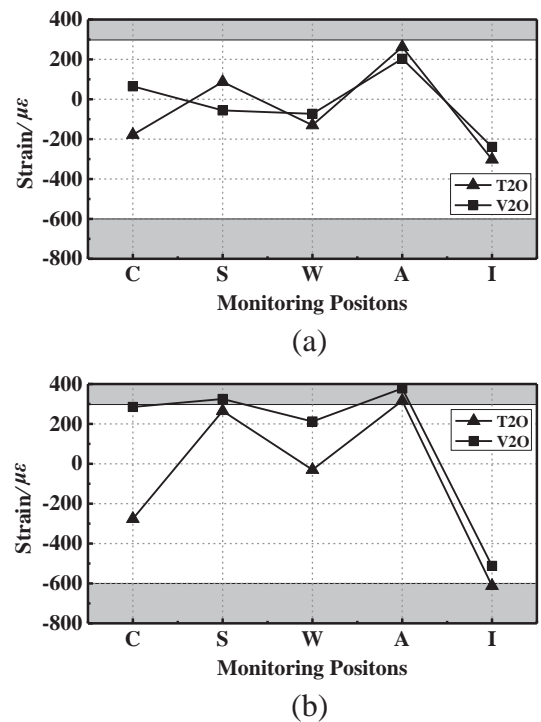 400
200
0
-200
-400
-600
-800
Strain/με
T2O
V2O
C S W A I
Monitoring Positons
(a)
400
200
0
-200
-400
-600
-800
Strain/με
T2O
V2O
C S W A I
Monitoring Positons
(b)